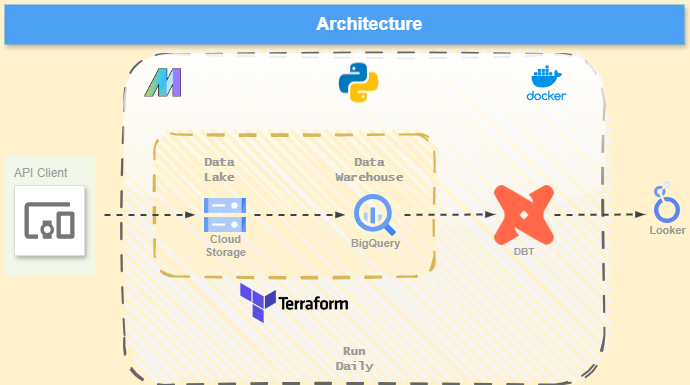 Architecture
docker
Data
Lake
Data
Warehouse
API Client
Cloud
Storage
BigQuery
DBT
Looker
Terraform
Run
Daily